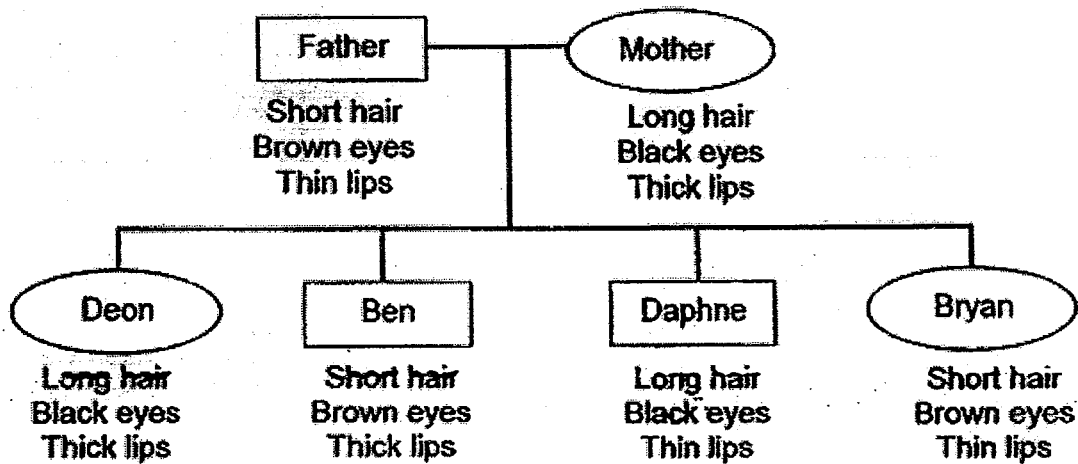 Father
Mother
Short hair
Brown eyes
Thin lips
Long hair
Black eyes
Thick lips
Deon
Ben
Daphne
Bryan
Long hair
Black eyes
Thick lips
Short hair
Brown eyes
Thick lips
Long hair
Black eyes
Thin lips
Short hair
Brown eyes
Thin lips